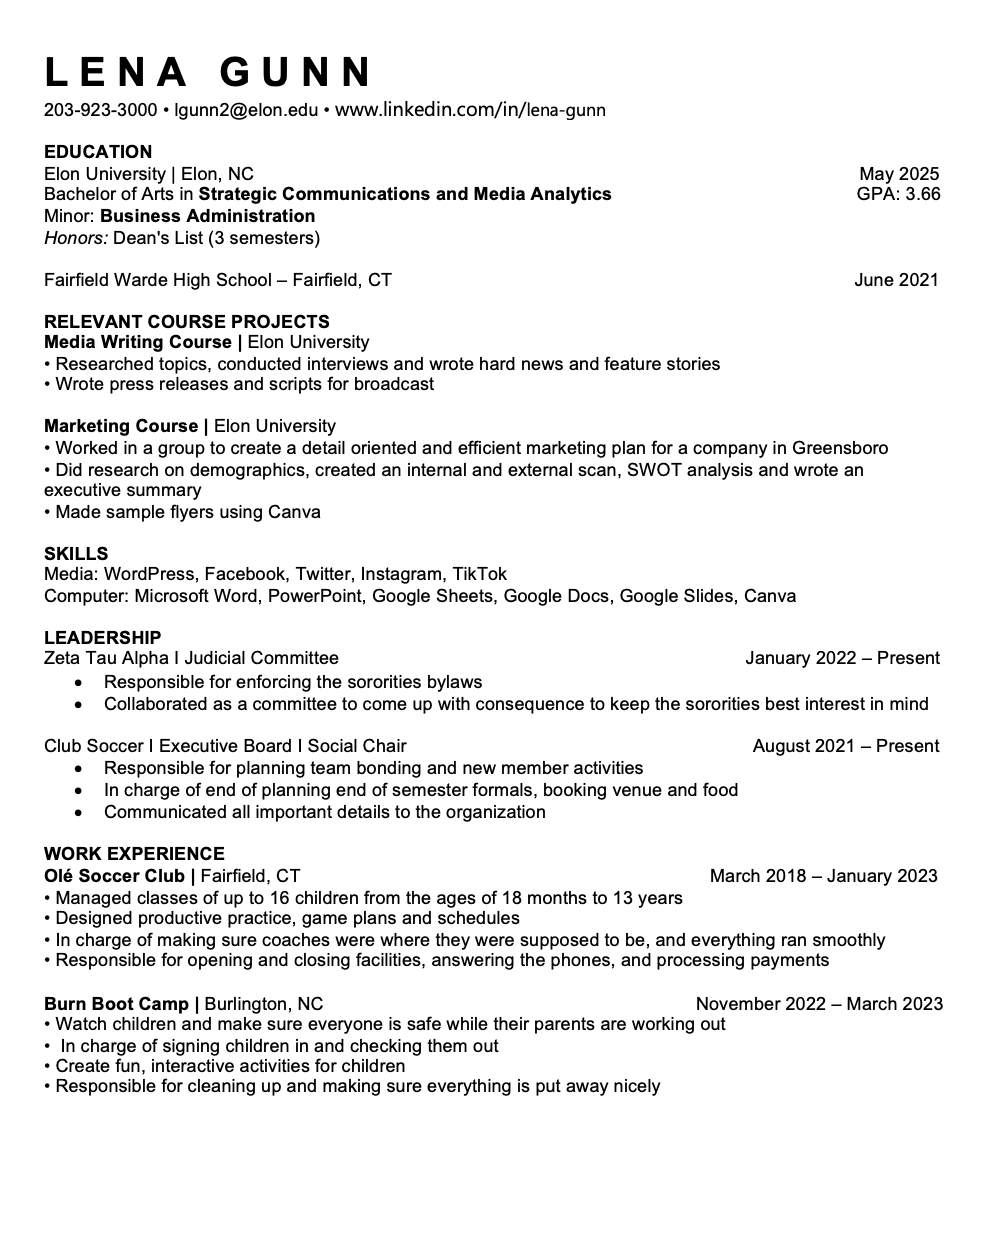 LENA GUNN
203-923-3000 • lgunn2@elon.edu • www.linkedin.com/in/lena-gunn
EDUCATION
Elon University | Elon, NC May 2025
Bachelor of Arts in Strategic Communications and Media Analytics GPA: 3.66
Minor: Business Administration
Honors: Dean's List (3 semesters)
Fairfield Warde High School – Fairfield, CT June 2021
RELEVANT COURSE PROJECTS
Media Writing Course | Elon University
• Researched topics, conducted interviews and wrote hard news and feature stories
• Wrote press releases and scripts for broadcast
Marketing Course | Elon University
• Worked in a group to create a detail oriented and efficient marketing plan for a company in Greensboro
• Did research on demographics, created an internal and external scan, SWOT analysis and wrote an
executive summary
• Made sample flyers using Canva
SKILLS
Media: WordPress, Facebook, Twitter, Instagram, TikTok
Computer: Microsoft Word, PowerPoint, Google Sheets, Google Docs, Google Slides, Canva
LEADERSHIP
Zeta Tau Alpha I Judicial Committee January 2022 – Present
• Responsible for enforcing the sororities bylaws
• Collaborated as a committee to come up with consequence to keep the sororities best interest in mind
Club Soccer I Executive Board I Social Chair August 2021 – Present
• Responsible for planning team bonding and new member activities
• In charge of end of planning end of semester formals, booking venue and food
• Communicated all important details to the organization
WORK EXPERIENCE
Olé Soccer Club | Fairfield, CT March 2018 – January 2023
• Managed classes of up to 16 children from the ages of 18 months to 13 years
• Designed productive practice, game plans and schedules
• In charge of making sure coaches were where they were supposed to be, and everything ran smoothly
• Responsible for opening and closing facilities, answering the phones, and processing payments
Burn Boot Camp | Burlington, NC November 2022 – March 2023
• Watch children and make sure everyone is safe while their parents are working out
• In charge of signing children in and checking them out
• Create fun, interactive activities for children
• Responsible for cleaning up and making sure everything is put away nicely